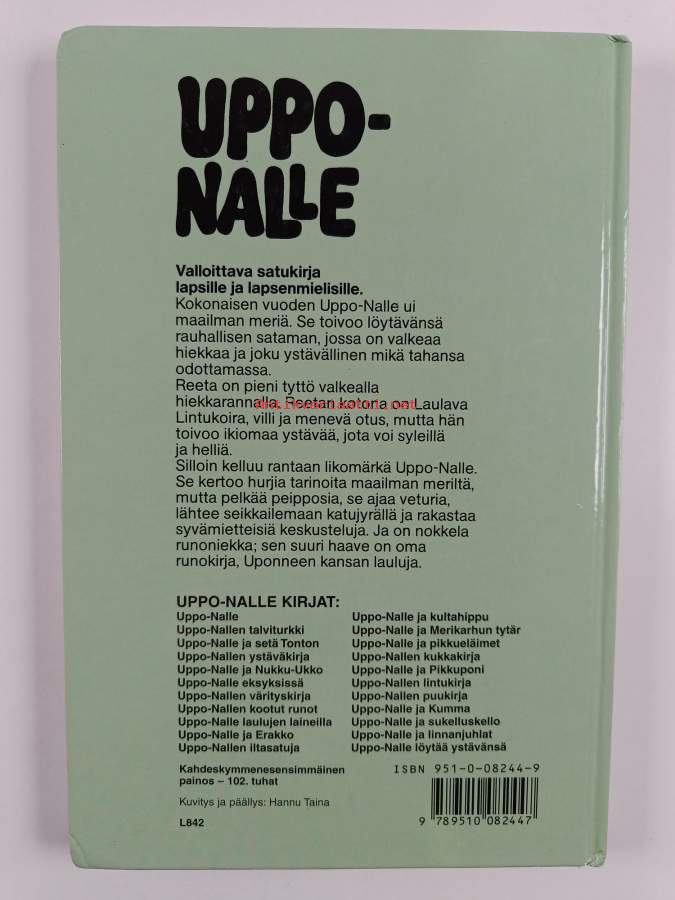 UPPO-
NALLE
Valloittava satukirja
lapsille ja lapsenmielisille.
Kokonaisen vuoden Uppo-Nalle ui
maailman meriä. Se toivoo löytävänsä
rauhallisen sataman, jossa on valkeaa
hiekkaa ja joku ystävällinen mikä tahansa
odottamassa.
Reeta on pieni tyttö valkealla
hiekkarannalla. Reetan kotona on Laulava
Antikvariaatti.net
Lintukoira, villi ja menevä otus, mutta hän
toivoo ikiomaa ystävää, jota voi syleillä
ja helliä.
Silloin kelluu rantaan likomärkä Uppo-Nalle.
Se kertoo hurjia tarinoita maailman meriltä,
mutta pelkää peipposia, se ajaa veturia,
lähtee seikkailemaan katujyrällä ja rakastaa
syvämietteisiä keskusteluja. Ja on nokkela
runoniekka; sen suuri haave on oma
runokirja, Uponneen kansan lauluja.
UPPO-NALLE KIRJAT:
Uppo-Nalle
Uppo-Nallen talviturkki
Uppo-Nalle ja setä Tonton
Uppo-Nallen ystäväkirja
Uppo-Nalle ja Nukku-Ukko
Uppo-Nalle eksyksissä
Uppo-Nallen värityskirja
Uppo-Nallen kootut runot
Uppo-Nalle laulujen laineilla
Uppo-Nalle ja Erakko
Uppo-Nallen iltasatuja
Uppo-Nalle ja kultahippu
Uppo-Nalle ja Merikarhun tytär
Uppo-Nalle ja pikkueläimet
Uppo-Nallen kukkakirja
Uppo-Nalle ja Pikkuponi
Uppo-Nallen lintukirja
Uppo-Nallen puukirja
Uppo-Nalle ja Kumma
Uppo-Nalle ja sukelluskello
Uppo-Nalle ja linnanjuhlat
Uppo-Nalle löytää ystävänsä
Kahdeskymmenesensimmäinen
painos – 102. tuhat
Kuvitys ja päällys: Hannu Taina
L842
ISBN 951-0-08244-9
9 789510 082447